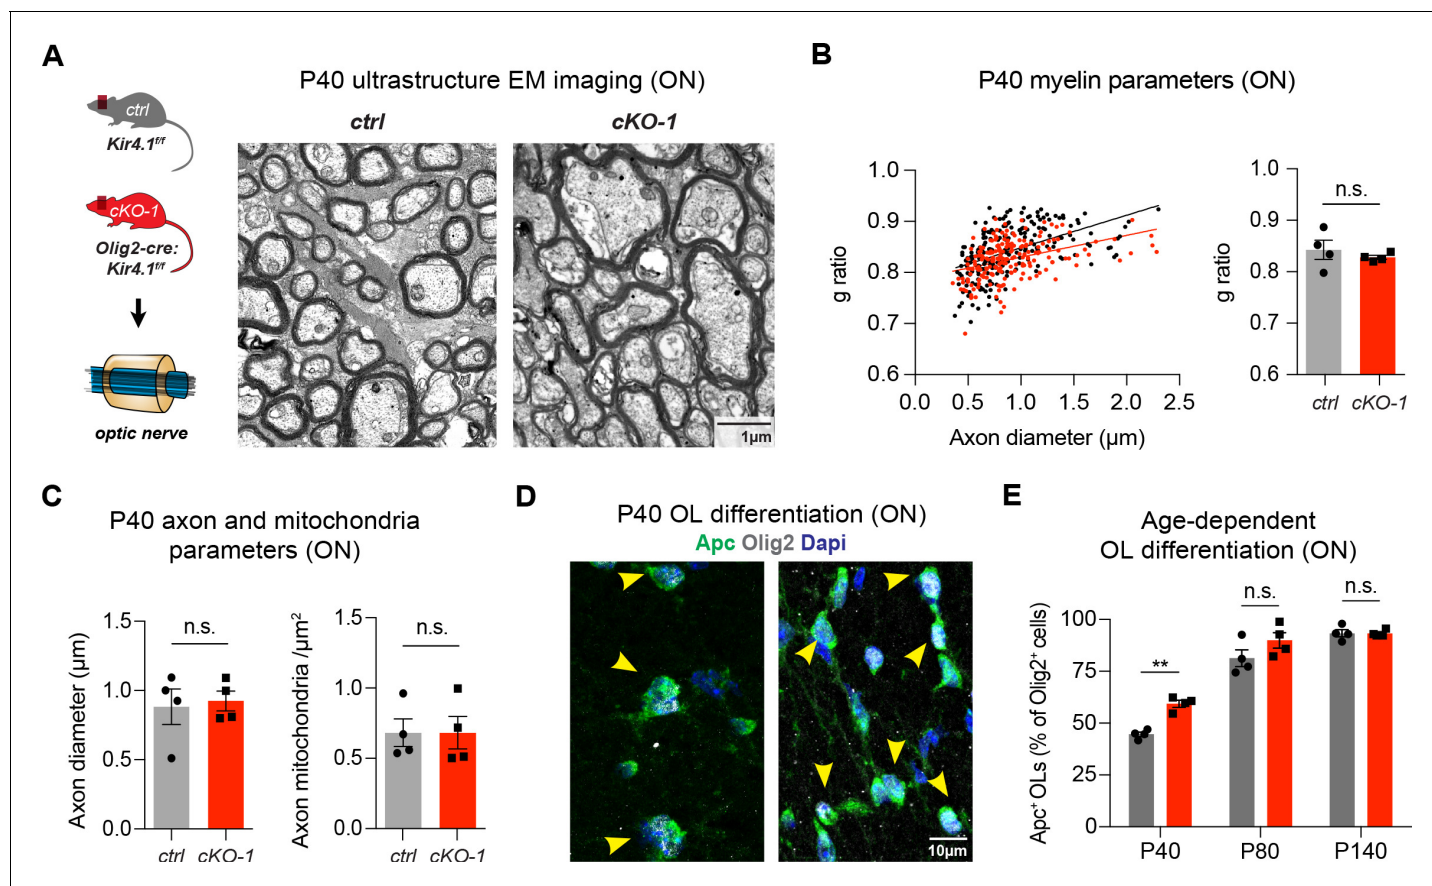 A
P40 ultrastructure EM imaging (ON)
ctrl
Kir4.1f/f
cKO-1
Olig2-cre:
Kir4.1f/f
optic nerve
ctrl
cKO-1
1µm
B
P40 myelin parameters (ON)
g ratio
1.0
0.9
0.8
0.7
0.6
0.0 0.5 1.0 1.5 2.0 2.5
Axon diameter (µm)
g ratio
1.0
0.9
0.8
0.7
0.6
n.s.
ctrl cKO-1
C
P40 axon and mitochondria
parameters (ON)
Axon diameter (µm)
1.5
1.0
0.5
0.0
n.s.
ctrl cKO-1
Axon mitochondria /µm2
1.5
1.0
0.5
0.0
n.s.
ctrl cKO-1
D
P40 OL differentiation (ON)
Apc Olig2 Dapi
10µm
E
Age-dependent
OL differentiation (ON)
Apc+ OLs (% of Olig2+ cells)
100
75
50
25
0
**
n.s.
n.s.
P40 P80 P140